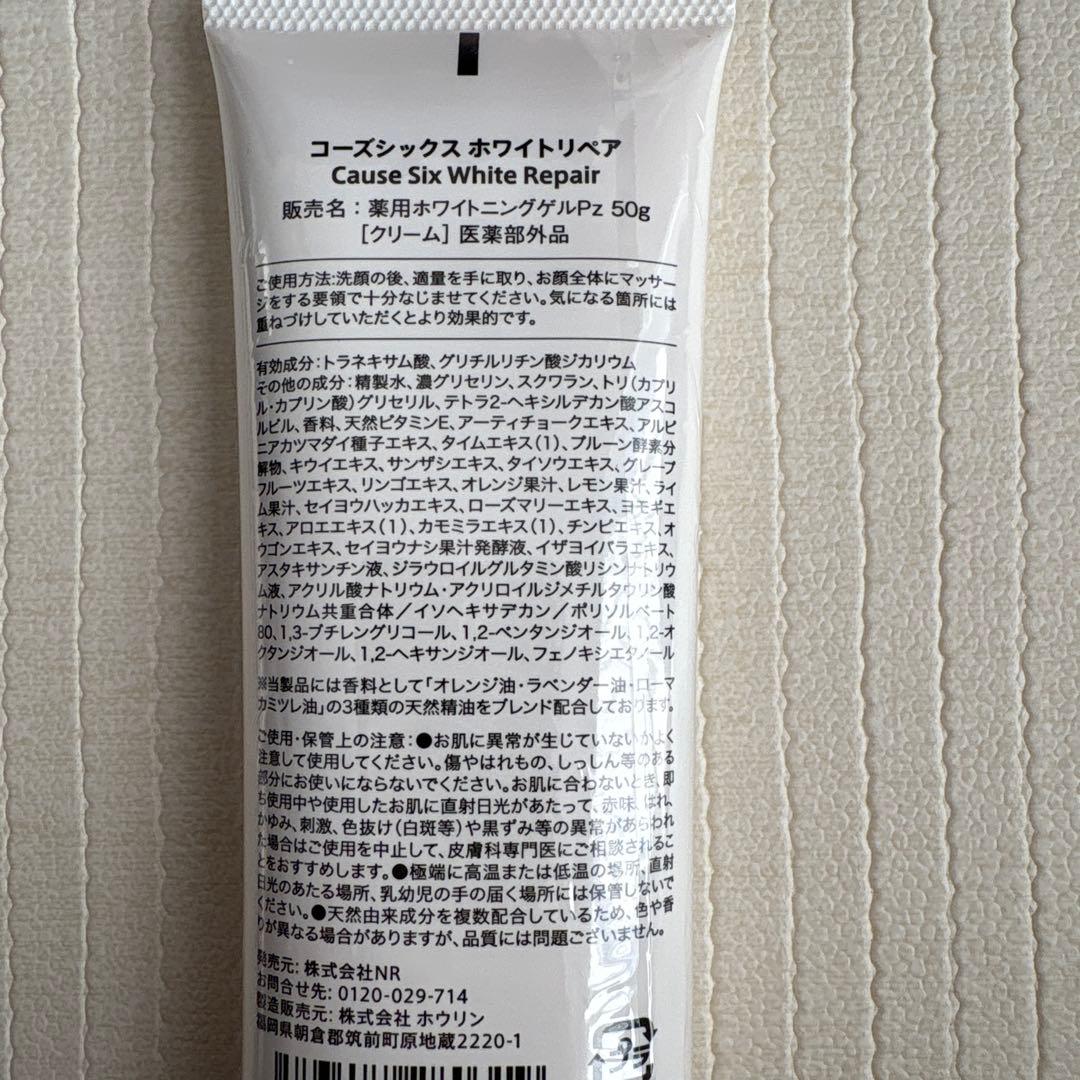 コーズシックス ホワイトリペア
Cause Six White Repair
販売名：薬用ホワイトニングゲルPz 50g
［クリーム］医薬部外品
ご使用方法:洗顔の後、適量を手に取り、お顔全体にマッサー
ジをする要領で十分なじませてください。気になる箇所には
重ねづけしていただくとより効果的です。
有効成分：トラネキサム酸、グリチルリチン酸ジカリウム
その他の成分：精製水、濃グリセリン、スクワラン、トリ（カプリ
ル・カプリン酸）グリセリル、テトラ2-ヘキシルデカン酸アスコ
ルビル、香料、天然ビタミンE、アーティチョークエキス、アルピ
ニアカツマダイ種子エキス、タイムエキス（1）、プルーン酵素分
解物、キウイエキス、サンザシエキス、タイソウエキス、グレープ
フルーツエキス、リンゴエキス、オレンジ果汁、レモン果汁、ライ
ム果汁、セイヨウハッカエキス、ローズマリーエキス、ヨモギエ
キス、アロエエキス（1）、カモミラエキス（1）、チンピエキス、オ
ウゴンエキス、セイヨウナシ果汁発酵液、イザヨイバラエキス、
アスタキサンチン液、ジラウロイルグルタミン酸リシンナトリウ
ム液、アクリル酸ナトリウム・アクリロイルジメチルタウリン酸
ナトリウム共重合体／イソヘキサデカン／ポリソルベート
80、1,3-ブチレングリコール、1,2-ペンタンジオール、1,2-オ
クタンジオール、1,2-ヘキサンジオール、フェノキシエタノール
※当製品には香料として「オレンジ油・ラベンダー油・ローマ
カミツレ油」の3種類の天然精油をブレンド配合しております。
ご使用・保管上の注意：●お肌に異常が生じていないかよく
注意して使用してください。傷やはれもの、しっしん等のある
部分にお使いにならないでください。お肌に合わないとき、即
ち使用中や使用したお肌に直射日光があたって、赤味、はれ、
かゆみ、刺激、色抜け（白斑等）や黒ずみ等の異常があらわれ
た場合はご使用を中止して、皮膚科専門医にご相談されるこ
とをおすすめします。●極端に高温または低温の場所、直射
日光のあたる場所、乳幼児の手の届く場所には保管しないで
ください。●天然由来成分を複数配合しているため、色や香
りが異なる場合がありますが、品質には問題ございません。
発売元：株式会社NR
お問合せ先：0120-029-714
製造販売元：株式会社 ホウリン
福岡県朝倉郡筑前町原地蔵2220-1
プラ